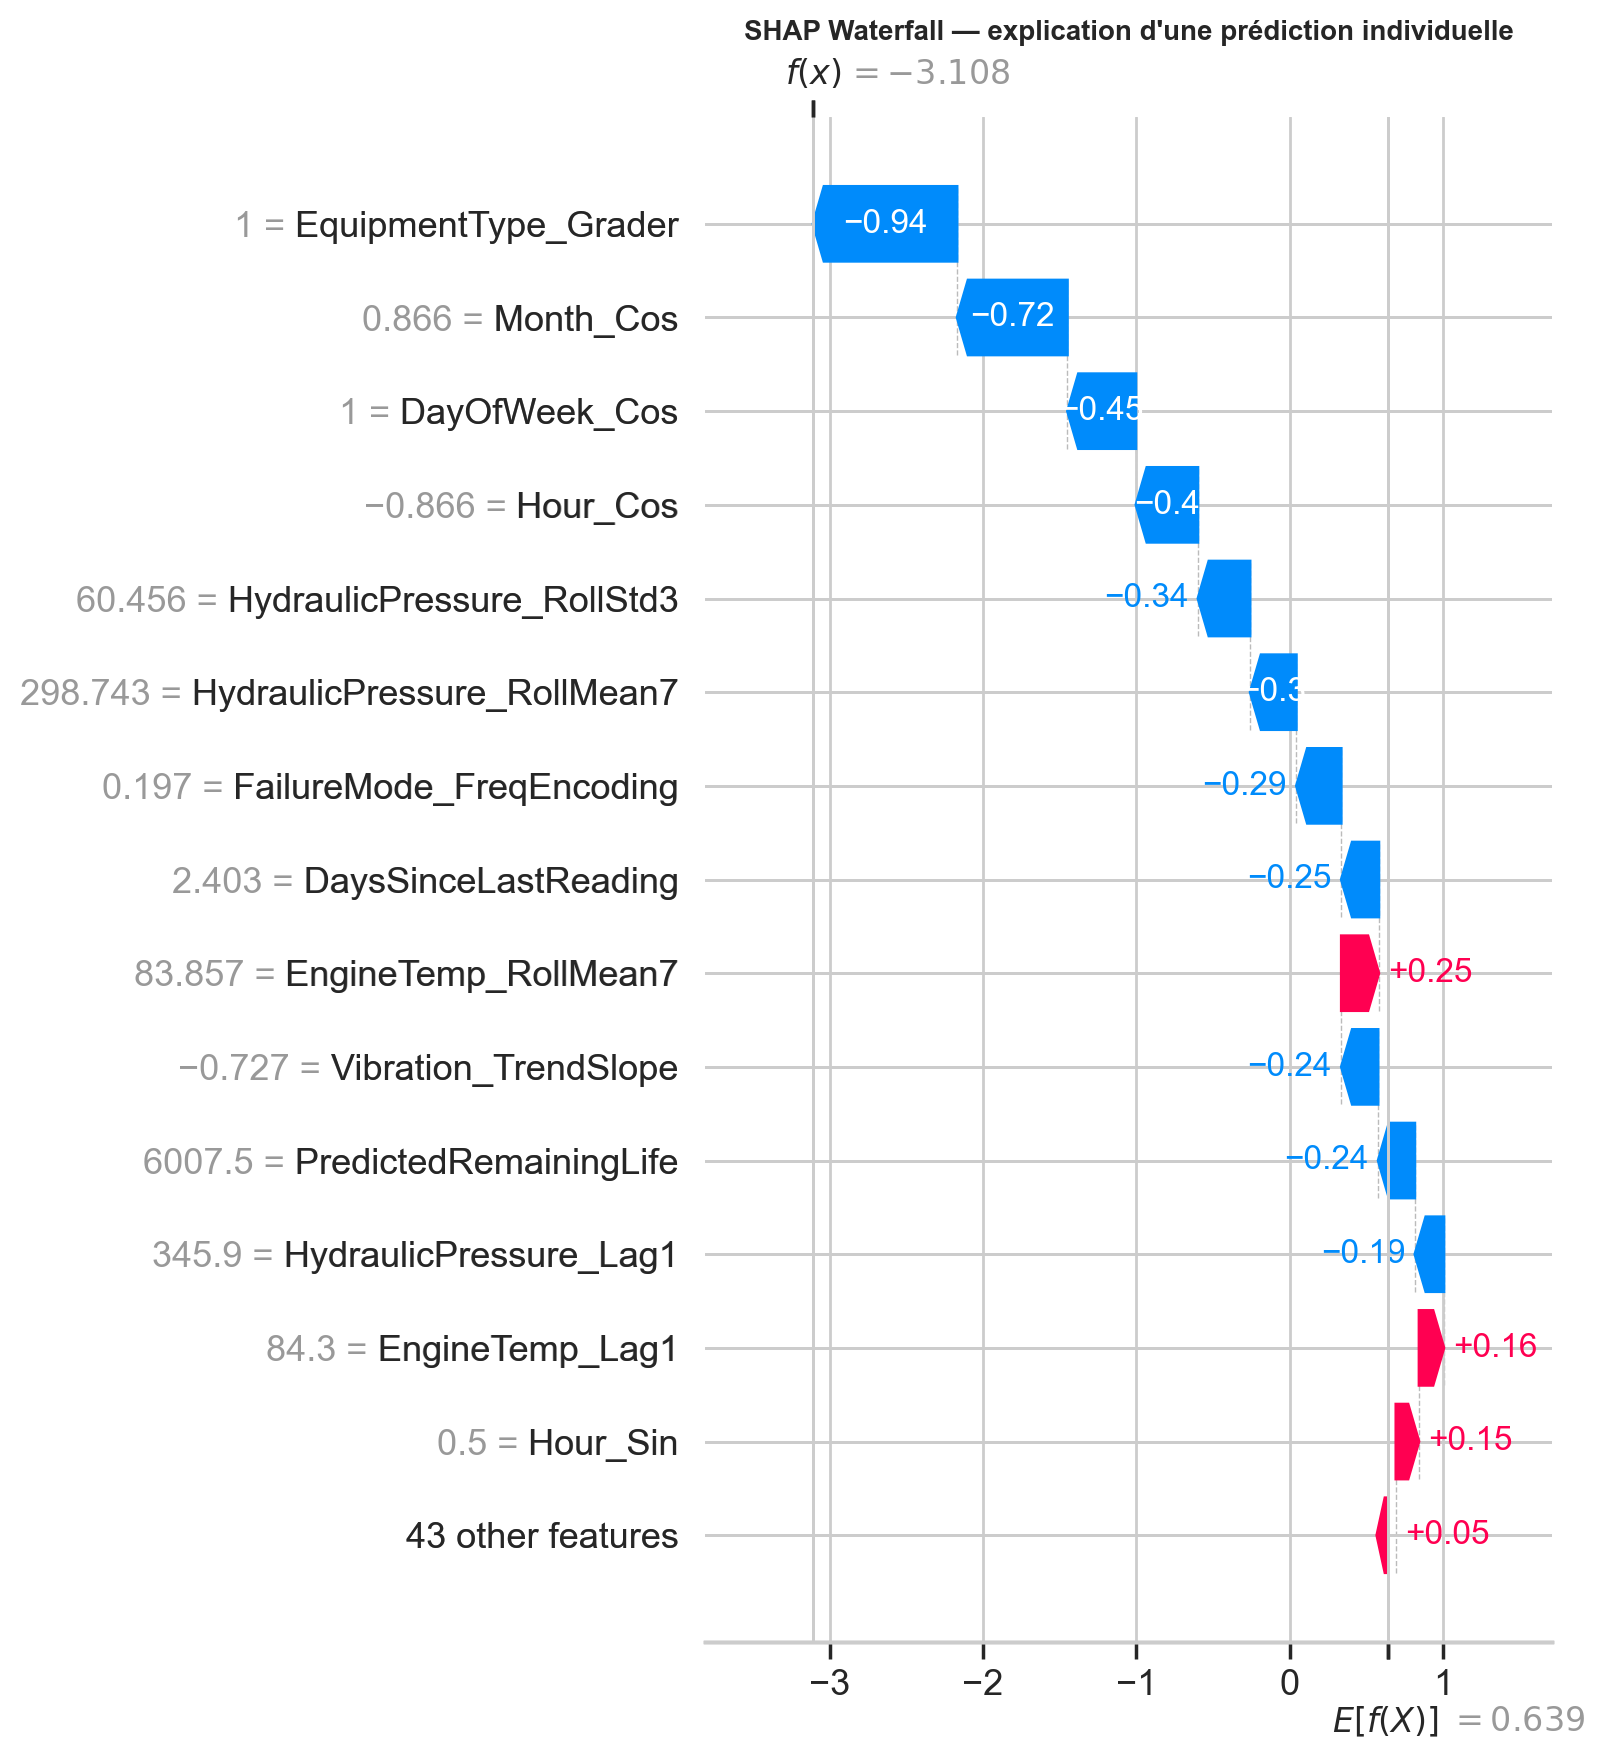 SHAP Waterfall — explication d'une prédiction individuelle
f(x) = −3.108
1 = EquipmentType_Grader
−0.94
0.866 = Month_Cos
−0.72
1 = DayOfWeek_Cos
−0.45
−0.866 = Hour_Cos
−0.4
60.456 = HydraulicPressure_RollStd3
−0.34
298.743 = HydraulicPressure_RollMean7
−0.3
0.197 = FailureMode_FreqEncoding
−0.29
2.403 = DaysSinceLastReading
−0.25
83.857 = EngineTemp_RollMean7
+0.25
−0.727 = Vibration_TrendSlope
−0.24
6007.5 = PredictedRemainingLife
−0.24
345.9 = HydraulicPressure_Lag1
−0.19
84.3 = EngineTemp_Lag1
+0.16
0.5 = Hour_Sin
+0.15
43 other features
+0.05
−3 −2 −1 0 1
E[f(X)] = 0.639